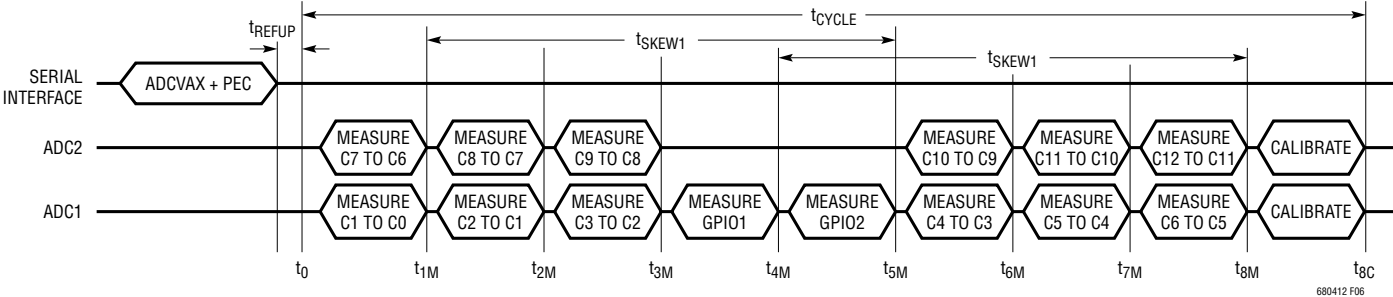 tCYCLE
tREFUP
tSKEW1
tSKEW1
SERIAL
INTERFACE
ADCVAX + PEC
ADC2
MEASURE
C7 TO C6
MEASURE
C8 TO C7
MEASURE
C9 TO C8
MEASURE
C10 TO C9
MEASURE
C11 TO C10
MEASURE
C12 TO C11
CALIBRATE
ADC1
MEASURE
C1 TO C0
MEASURE
C2 TO C1
MEASURE
C3 TO C2
MEASURE
GPIO1
MEASURE
GPIO2
MEASURE
C4 TO C3
MEASURE
C5 TO C4
MEASURE
C6 TO C5
CALIBRATE
t0 t1M t2M t3M t4M t5M t6M t7M t8M t8C
680412 F06